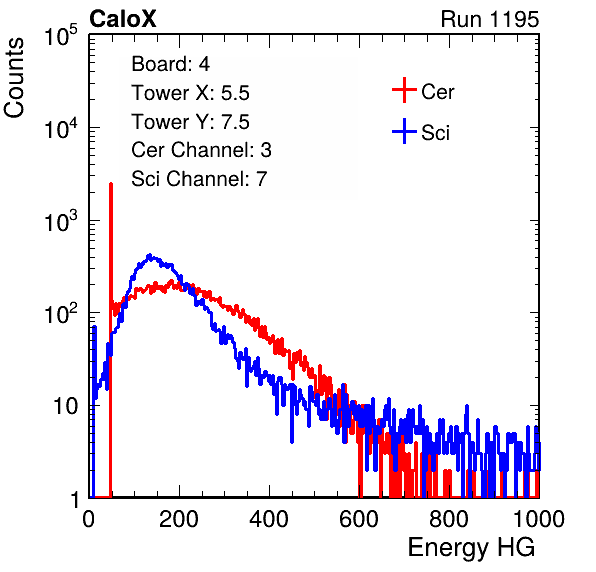 CaloX Run 1195
Counts
Board: 4
Tower X: 5.5
Tower Y: 7.5
Cer Channel: 3
Sci Channel: 7
Cer
Sci
10^5
10^4
10^3
10^2
10
1
0 200 400 600 800 1000
Energy HG